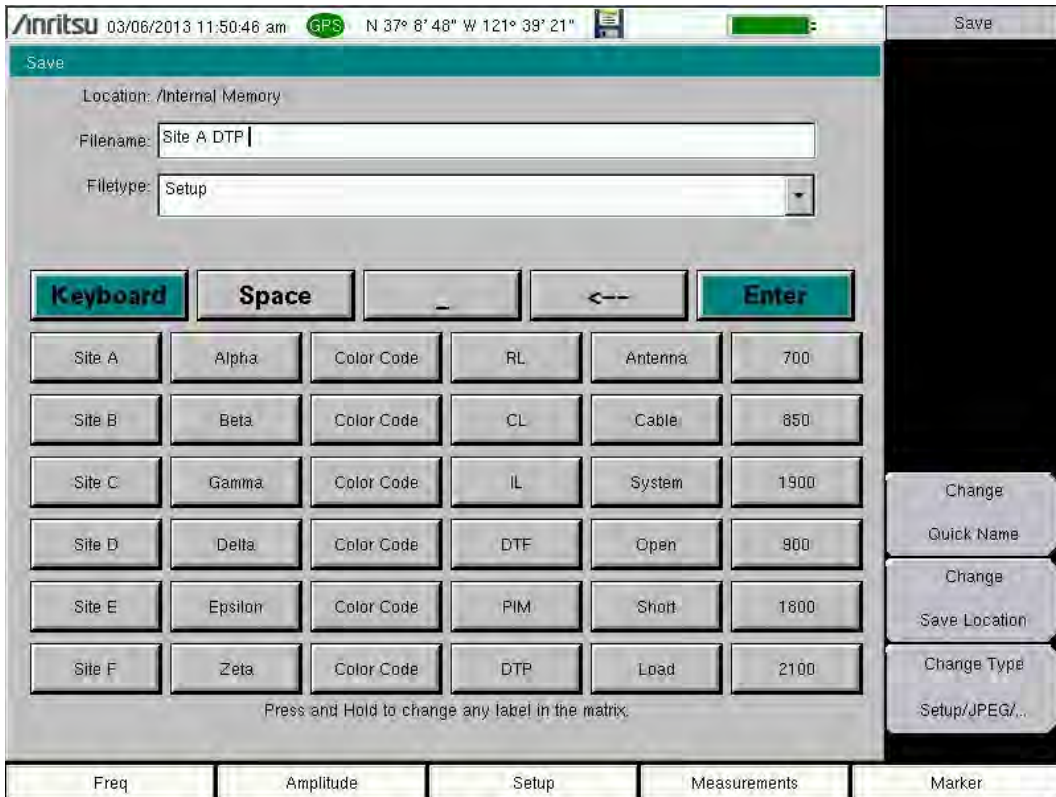 Anritsu 03/06/2013 11:50:46 am GPS N 37° 8' 48" W 121° 39' 21"
Save
Save
Location: /Internal Memory
Filename: Site A DTP
Filetype: Setup
Keyboard Space _ <-- Enter
Site A Alpha Color Code RL Antenna 700
Site B Beta Color Code CL Cable 850
Site C Gamma Color Code IL System 1900
Site D Delta Color Code DTF Open 900
Site E Epsilon Color Code PIM Short 1800
Site F Zeta Color Code DTP Load 2100
Press and Hold to change any label in the matrix.
Change
Quick Name
Change
Save Location
Change Type
Setup/JPEG/...
Freq Amplitude Setup Measurements Marker